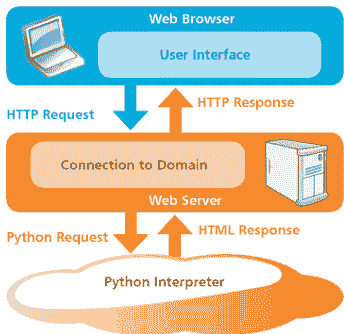 Web Browser
User Interface
HTTP Request
HTTP Response
Connection to Domain
Web Server
Python Request
HTML Response
Python Interpreter